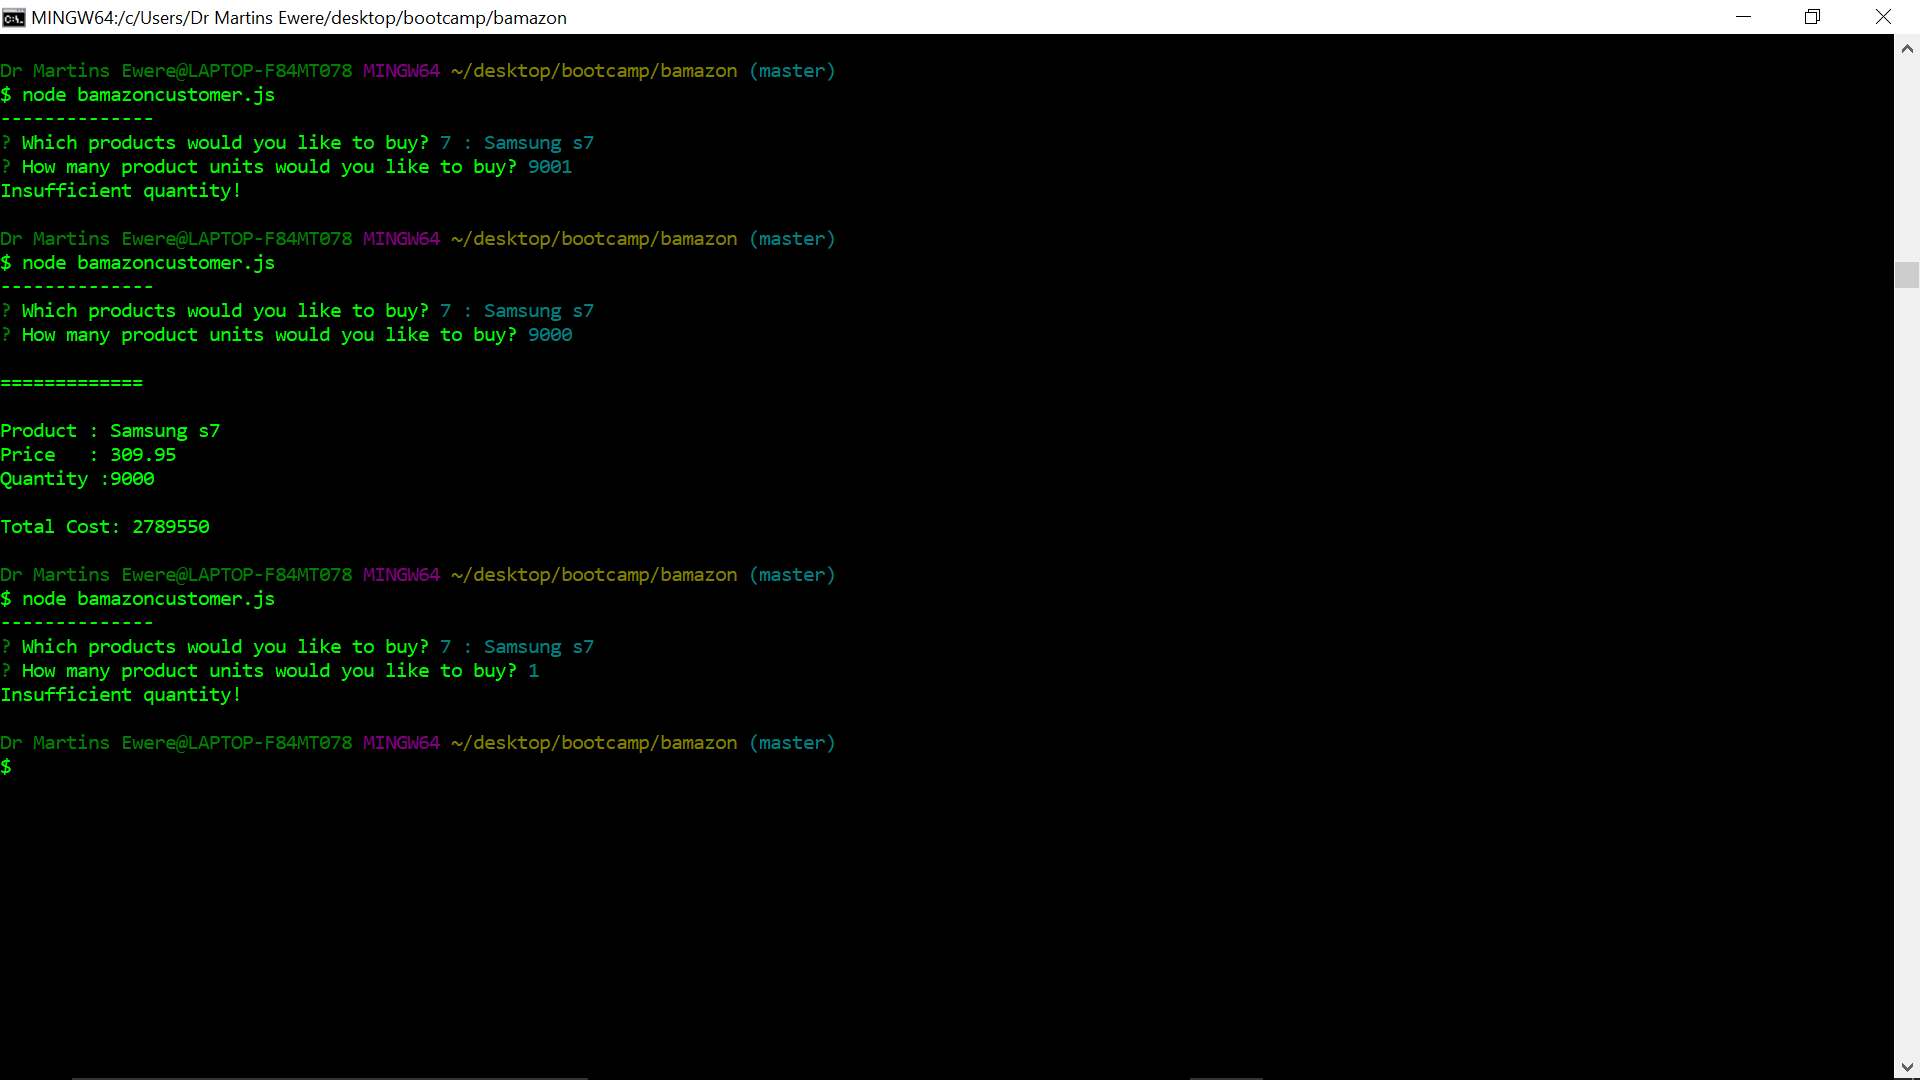 MINGW64:/c/Users/Dr Martins Ewere/desktop/bootcamp/bamazon
Dr Martins Ewere@LAPTOP-F84MT078 MINGW64 ~/desktop/bootcamp/bamazon (master)
$ node bamazoncustomer.js
--------------
? Which products would you like to buy? 7 : Samsung s7
? How many product units would you like to buy? 9001
Insufficient quantity!
Dr Martins Ewere@LAPTOP-F84MT078 MINGW64 ~/desktop/bootcamp/bamazon (master)
$ node bamazoncustomer.js
--------------
? Which products would you like to buy? 7 : Samsung s7
? How many product units would you like to buy? 9000
=============
Product : Samsung s7
Price   : 309.95
Quantity :9000
Total Cost: 2789550
Dr Martins Ewere@LAPTOP-F84MT078 MINGW64 ~/desktop/bootcamp/bamazon (master)
$ node bamazoncustomer.js
--------------
? Which products would you like to buy? 7 : Samsung s7
? How many product units would you like to buy? 1
Insufficient quantity!
Dr Martins Ewere@LAPTOP-F84MT078 MINGW64 ~/desktop/bootcamp/bamazon (master)
$